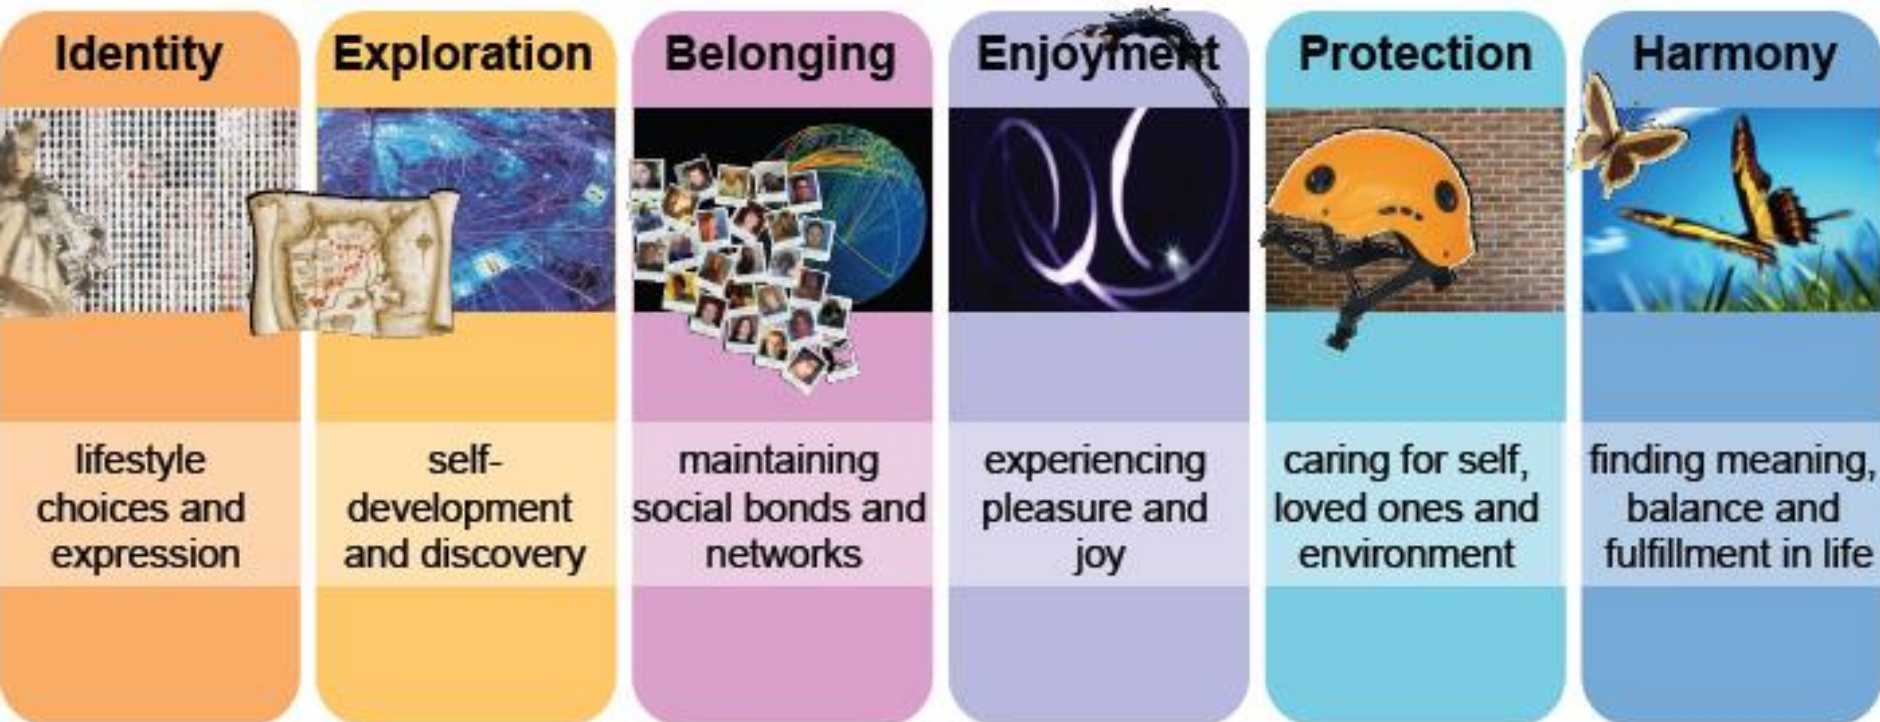 Identity
lifestyle
choices and
expression
Exploration
self-
development
and discovery
Belonging
maintaining
social bonds and
networks
Enjoyment
experiencing
pleasure and
joy
Protection
caring for self,
loved ones and
environment
Harmony
finding meaning,
balance and
fulfillment in life